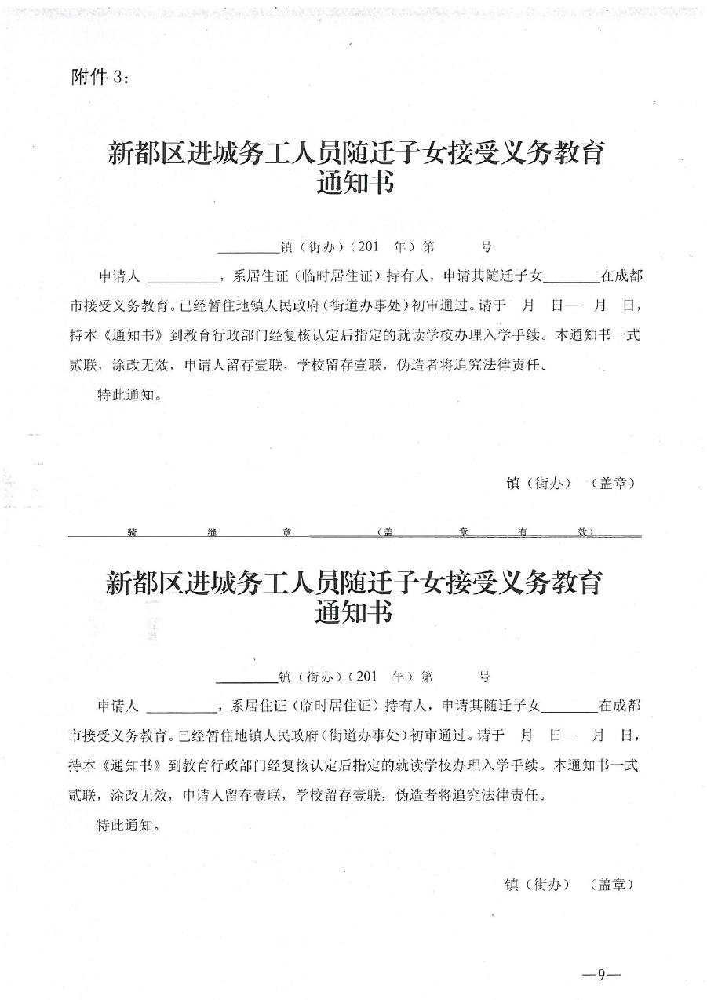 附件 3：
新都区进城务工人员随迁子女接受义务教育
通知书
________镇（街办）（201 年）第 号
申请人 _________，系居住证（临时居住证）持有人，申请其随迁子女_______在成都
市接受义务教育。已经暂住地镇人民政府（街道办事处）初审通过。请于 月 日— 月 日，
持本《通知书》到教育行政部门经复核认定后指定的就读学校办理入学手续。本通知书一式
贰联，涂改无效，申请人留存壹联，学校留存壹联，伪造者将追究法律责任。
特此通知。
镇（街办） （盖章）
骑 缝 章 （盖 章 有 效）
新都区进城务工人员随迁子女接受义务教育
通知书
________镇（街办）（201 年）第 号
申请人 _________，系居住证（临时居住证）持有人，申请其随迁子女_______在成都
市接受义务教育。已经暂住地镇人民政府（街道办事处）初审通过。请于 月 日— 月 日，
持本《通知书》到教育行政部门经复核认定后指定的就读学校办理入学手续。本通知书一式
贰联，涂改无效，申请人留存壹联，学校留存壹联，伪造者将追究法律责任。
特此通知。
镇（街办） （盖章）
—9—